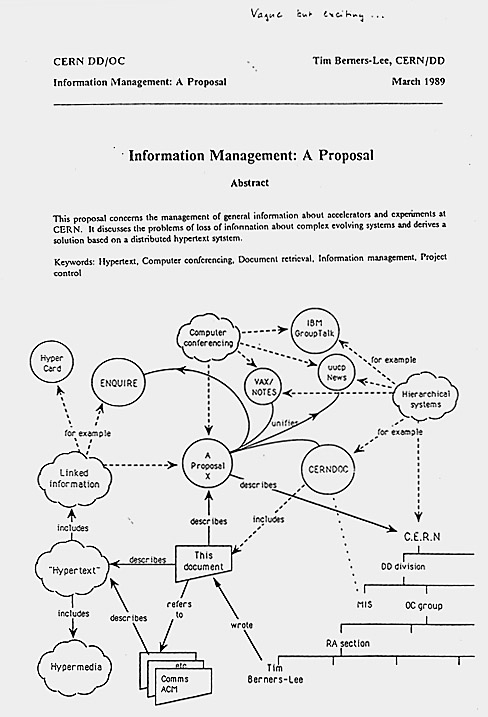 Vague but exciting ...
CERN DD/OC
Tim Berners-Lee, CERN/DD
Information Management: A Proposal
March 1989
Information Management: A Proposal
Abstract
This proposal concerns the management of general information about accelerators and experiments at
CERN. It discusses the problems of loss of information about complex evolving systems and derives a
solution based on a distributed hypertext sytstem.
Keywords: Hypertext, Computer conferencing, Document retrieval, Information management, Project
control
IBM
GroupTalk
Computer
conferencing
Hyper
Card
for example
uucp
News
ENQUIRE
VAX/
NOTES
Hierarchical
systems
unifies
for example
for example
A
Proposal
X
CERNDOC
Linked
information
describes
includes
describes
includes
C.E.R.N
This
document
describes
"Hypertext"
DD division
refers
to
MIS
OC group
includes
describes
wrote
RA section
etc
Hypermedia
Comms
ACM
Tim
Berners-Lee